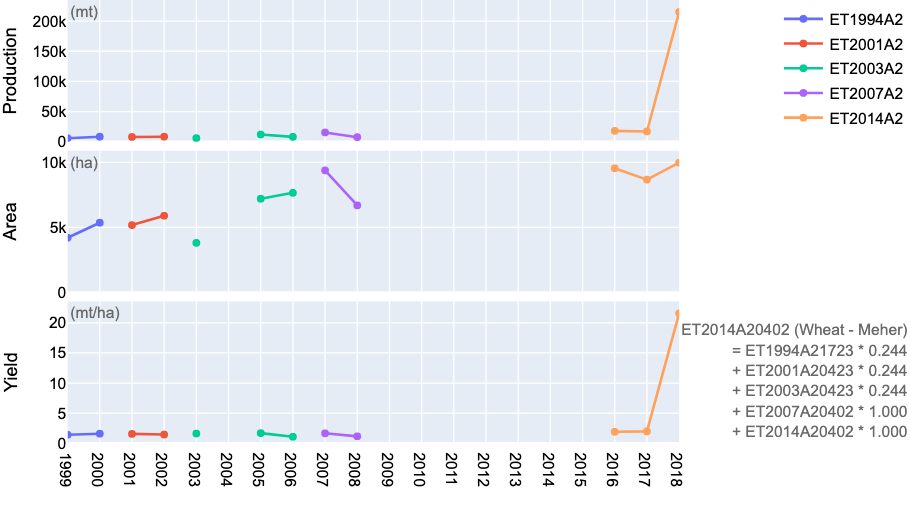 (mt)
200k
150k
100k
50k
0
Production
(ha)
10k
5k
0
Area
(mt/ha)
20
15
10
5
0
Yield
1999
2000
2001
2002
2003
2004
2005
2006
2007
2008
2009
2010
2011
2012
2013
2014
2015
2016
2017
2018
ET1994A2
ET2001A2
ET2003A2
ET2007A2
ET2014A2
ET2014A20402 (Wheat - Meher)
= ET1994A21723 * 0.244
+ ET2001A20423 * 0.244
+ ET2003A20423 * 0.244
+ ET2007A20402 * 1.000
+ ET2014A20402 * 1.000